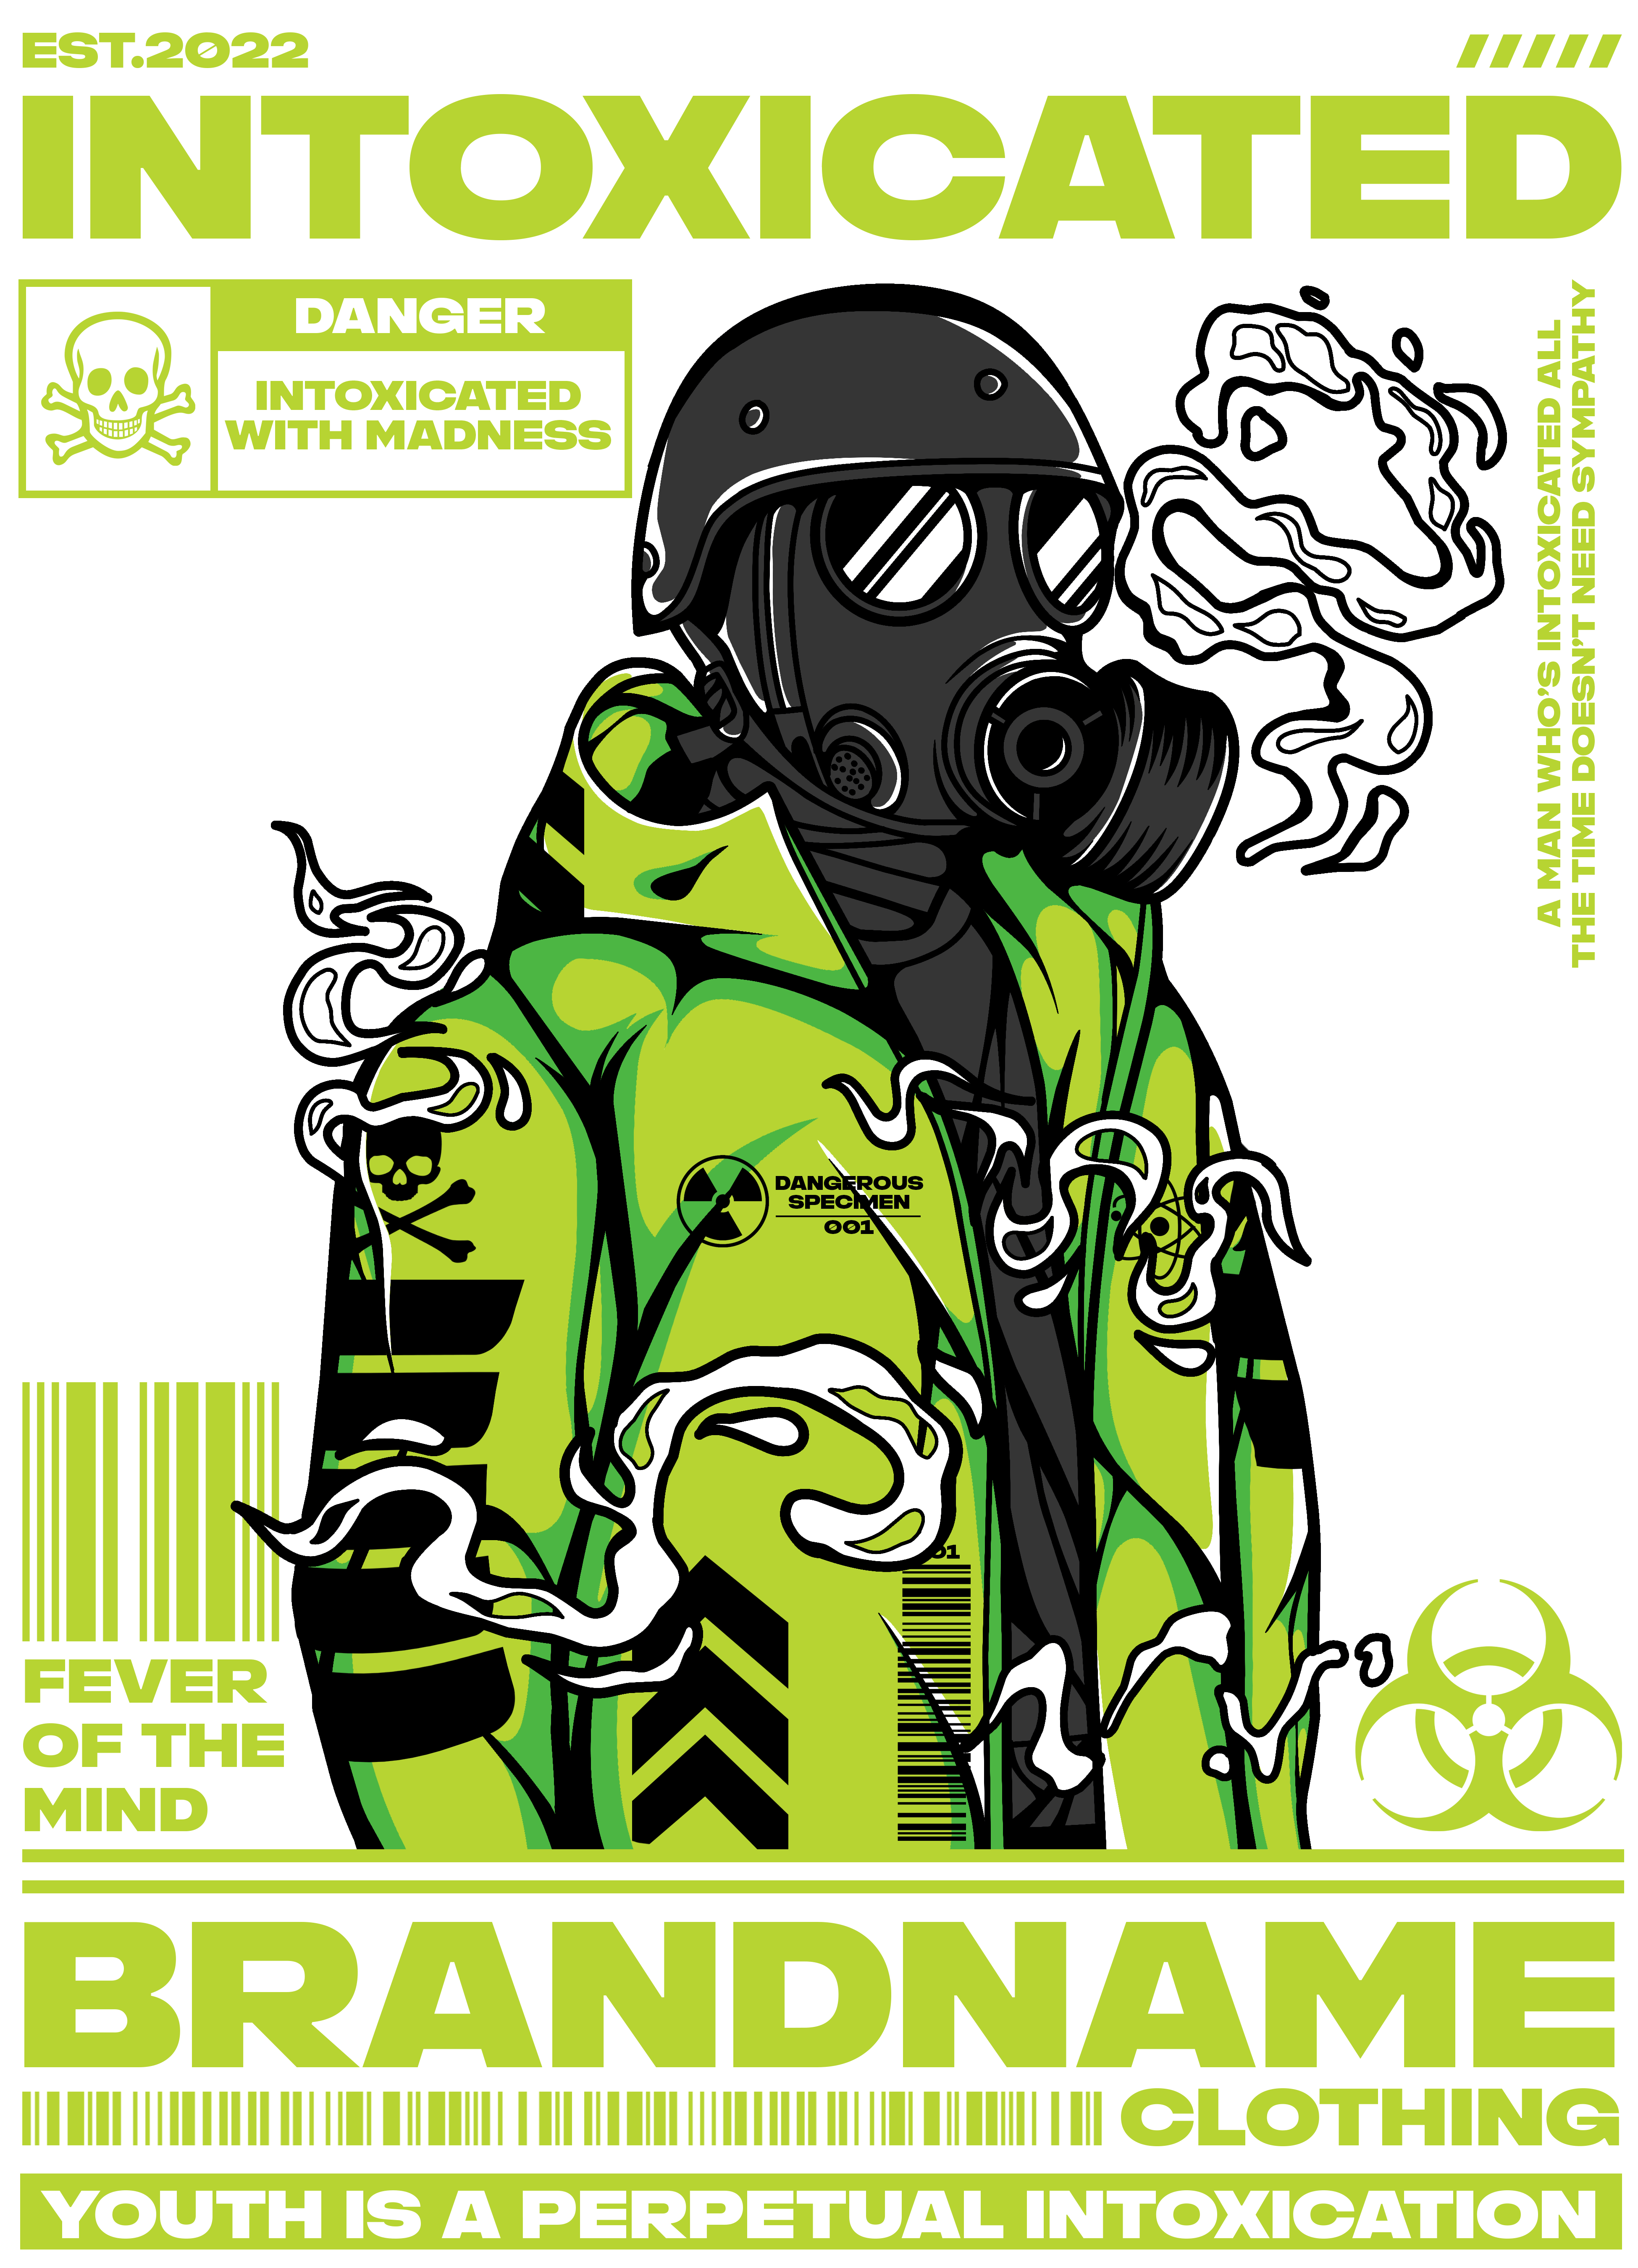 EST.2022
INTOXICATED
DANGER
INTOXICATED
WITH MADNESS
A MAN WHO'S INTOXICATED ALL
THE TIME DOESN'T NEED SYMPATHY
DANGEROUS
SPECIMEN
001
01
FEVER
OF THE
MIND
BRANDNAME
CLOTHING
YOUTH IS A PERPETUAL INTOXICATION